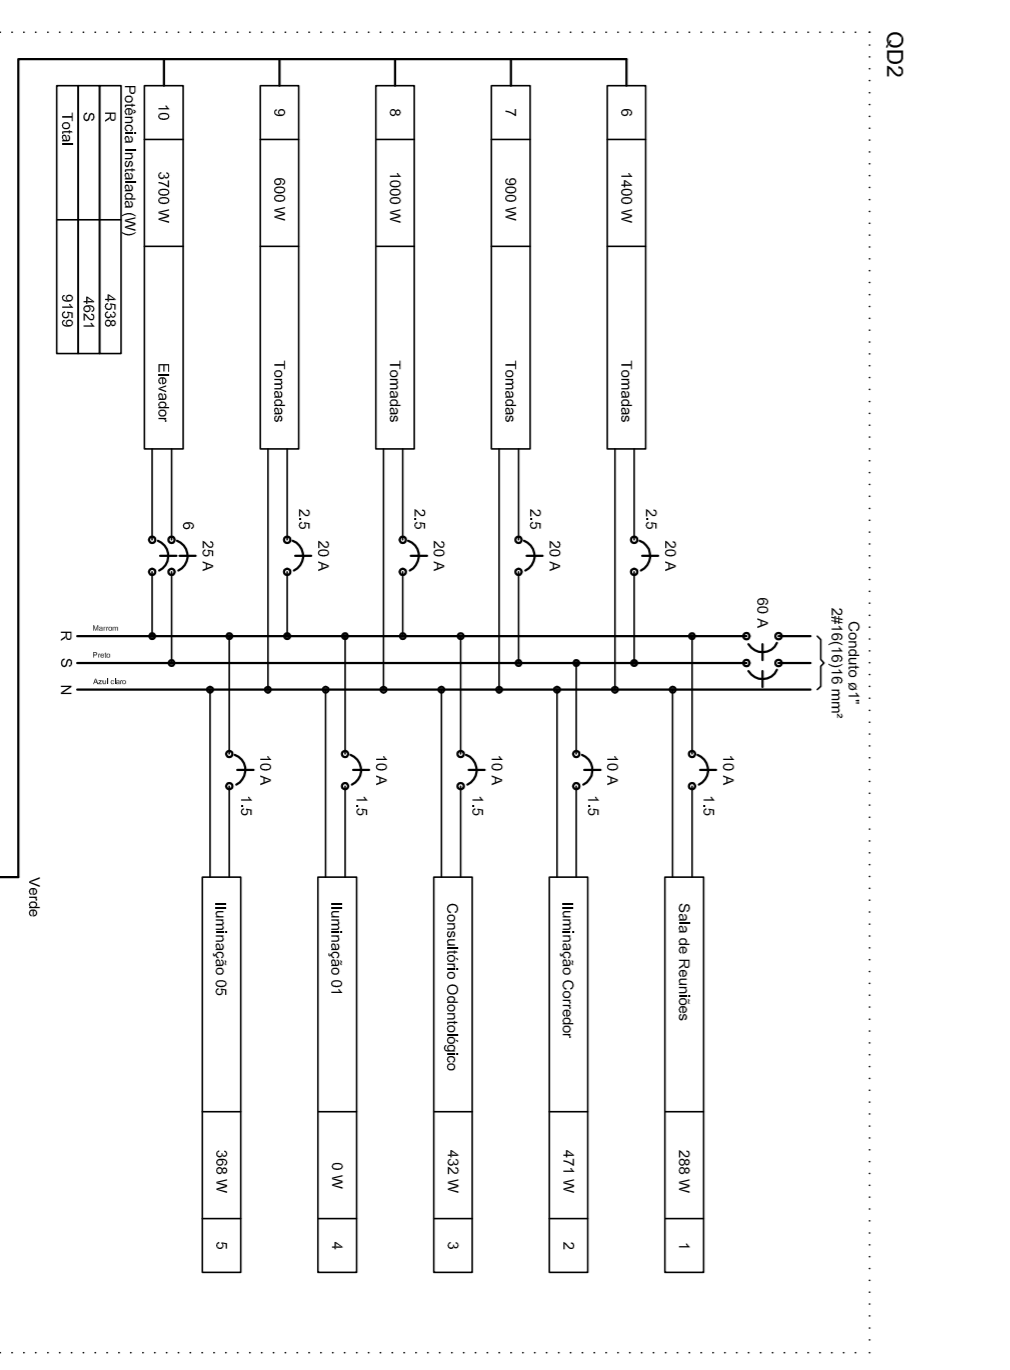 QD2
Conduto ø1"
2#16(16)16 mm²
60 A
6
1400 W
Tomadas
2.5
20 A
7
900 W
Tomadas
2.5
20 A
8
1000 W
Tomadas
2.5
20 A
9
600 W
Tomadas
2.5
20 A
10
3700 W
Elevador
6
25 A
Potência Instalada (W)
R 4538
S 4621
Total 9159
R Marrom
S Preto
N Azul claro
10 A
1.5
Sala de Reuniões
288 W
1
10 A
1.5
Iluminação Corredor
471 W
2
10 A
1.5
Consultório Odontológico
432 W
3
10 A
1.5
Iluminação 01
0 W
4
10 A
1.5
Iluminação 05
368 W
5
Verde